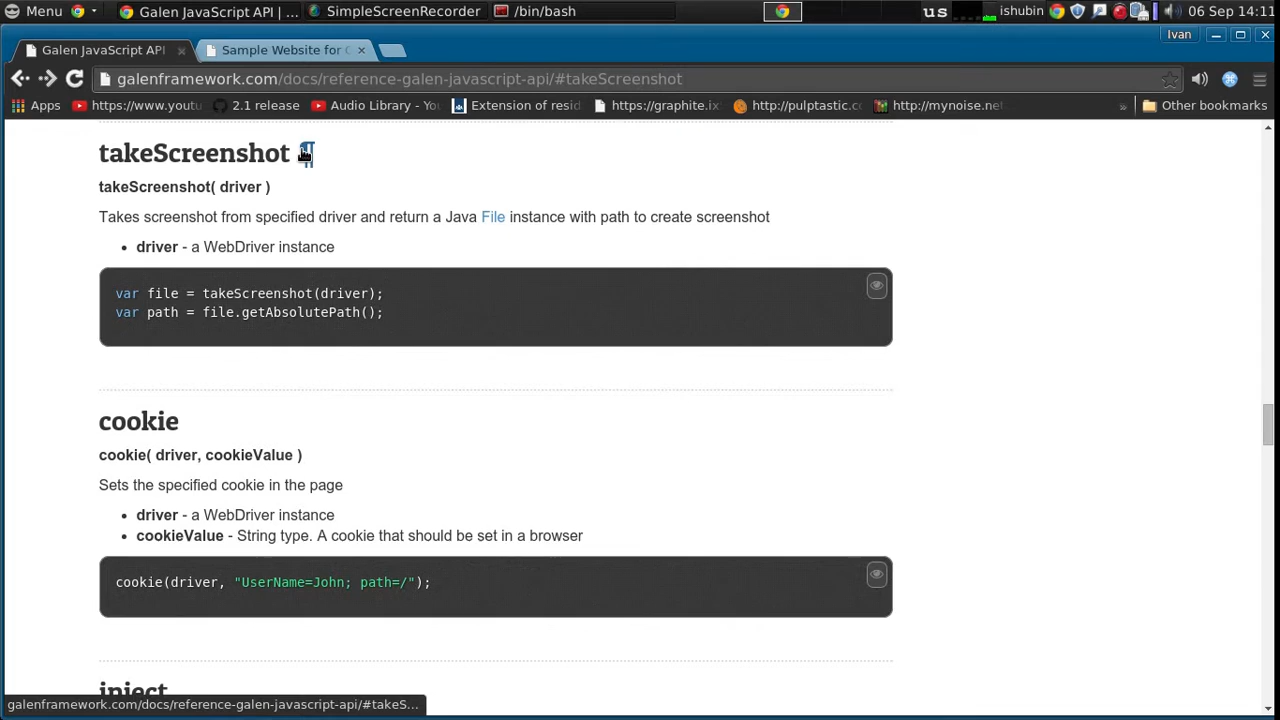 Menu
Galen JavaScript API | ...
SimpleScreenRecorder
/bin/bash
us
ishubin
06 Sep 14:11
Galen JavaScript API
Sample Website for G
Ivan
galenframework.com/docs/reference-galen-javascript-api/#takeScreenshot
Apps
https://www.youtu
2.1 release
Audio Library - You
Extension of resid
https://graphite.ix
http://pulptastic.co
http://mynoise.net
»
Other bookmarks
takeScreenshot ¶
takeScreenshot( driver )
Takes screenshot from specified driver and return a Java File instance with path to create screenshot
• driver - a WebDriver instance
var file = takeScreenshot(driver);
var path = file.getAbsolutePath();
cookie
cookie( driver, cookieValue )
Sets the specified cookie in the page
• driver - a WebDriver instance
• cookieValue - String type. A cookie that should be set in a browser
cookie(driver, "UserName=John; path=/");
inject
galenframework.com/docs/reference-galen-javascript-api/#takeS...